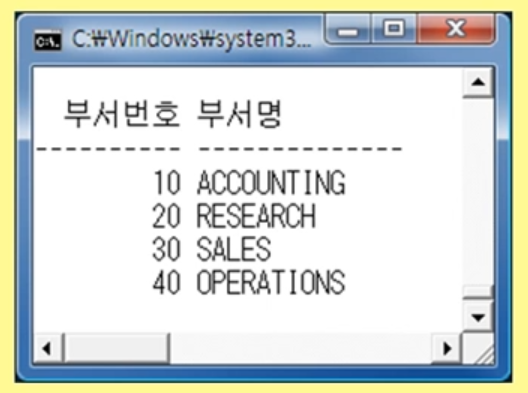 C:\. C:₩Windows₩system3...
부서번호 부서명
---------- --------------
10 ACCOUNTING
20 RESEARCH
30 SALES
40 OPERATIONS